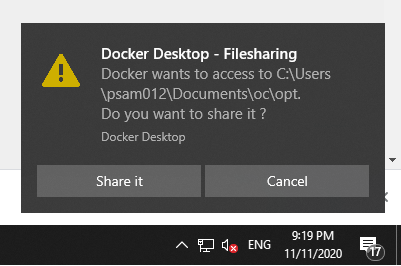 Docker Desktop - Filesharing
Docker wants to access to C:\Users
\psam012\Documents\oc\opt.
Do you want to share it ?
Docker Desktop
Share it
Cancel
ENG
9:19 PM
11/11/2020
17